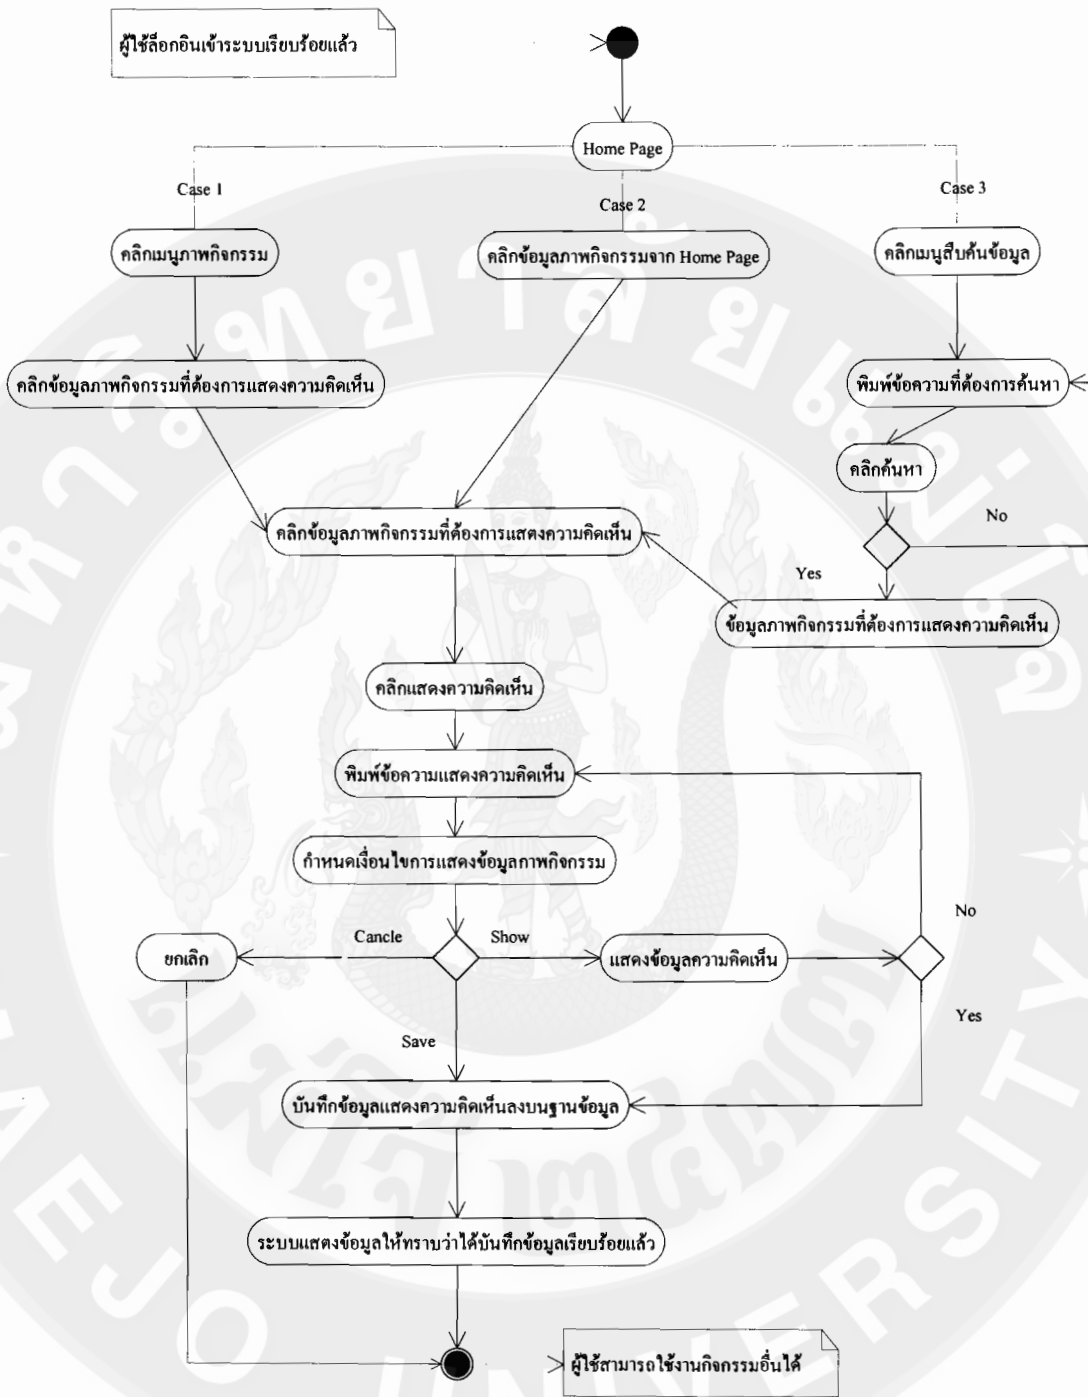 ผู้ใช้ล็อกอินเข้าระบบเรียบร้อยแล้ว
Home Page
Case 1
Case 2
Case 3
คลิกเมนูภาพกิจกรรม
คลิกข้อมูลภาพกิจกรรมจาก Home Page
คลิกเมนูสืบค้นข้อมูล
คลิกข้อมูลภาพกิจกรรมที่ต้องการแสดงความคิดเห็น
พิมพ์ข้อความที่ต้องการค้นหา
คลิกค้นหา
คลิกข้อมูลภาพกิจกรรมที่ต้องการแสดงความคิดเห็น
No
Yes
ข้อมูลภาพกิจกรรมที่ต้องการแสดงความคิดเห็น
คลิกแสดงความคิดเห็น
พิมพ์ข้อความแสดงความคิดเห็น
กำหนดเงื่อนไขการแสดงข้อมูลภาพกิจกรรม
No
Cancle
Show
ยกเลิก
แสดงข้อมูลความคิดเห็น
Yes
Save
บันทึกข้อมูลแสดงความคิดเห็นลงบนฐานข้อมูล
ระบบแสดงข้อมูลให้ทราบว่าได้บันทึกข้อมูลเรียบร้อยแล้ว
ผู้ใช้สามารถใช้งานกิจกรรมอื่นได้
มหาวิทยาลัยแม่โจ้
MAEJO UNIVERSITY